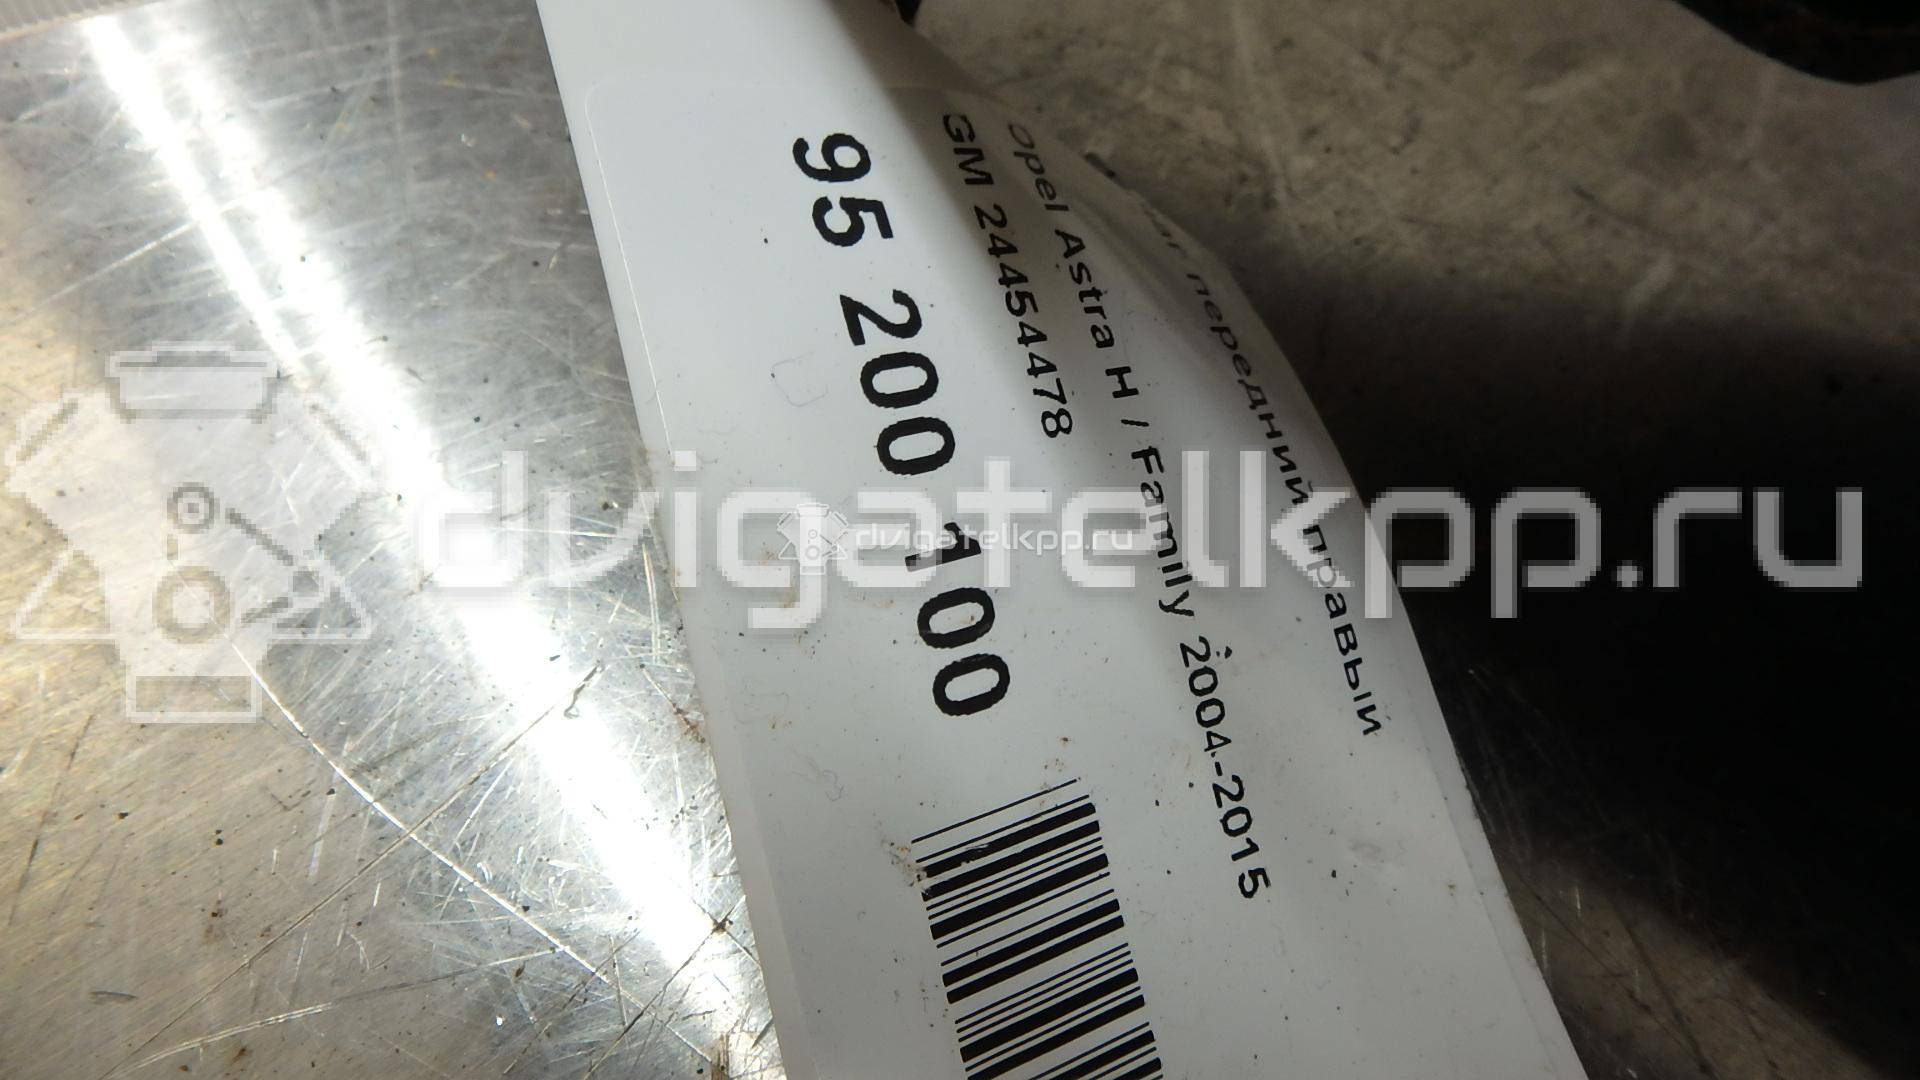 передний правый
Opel Astra H / Family 2004-2015
GM 24454478
95 200 100
dvigatelkpp.ru
dvigatelkpp.ru